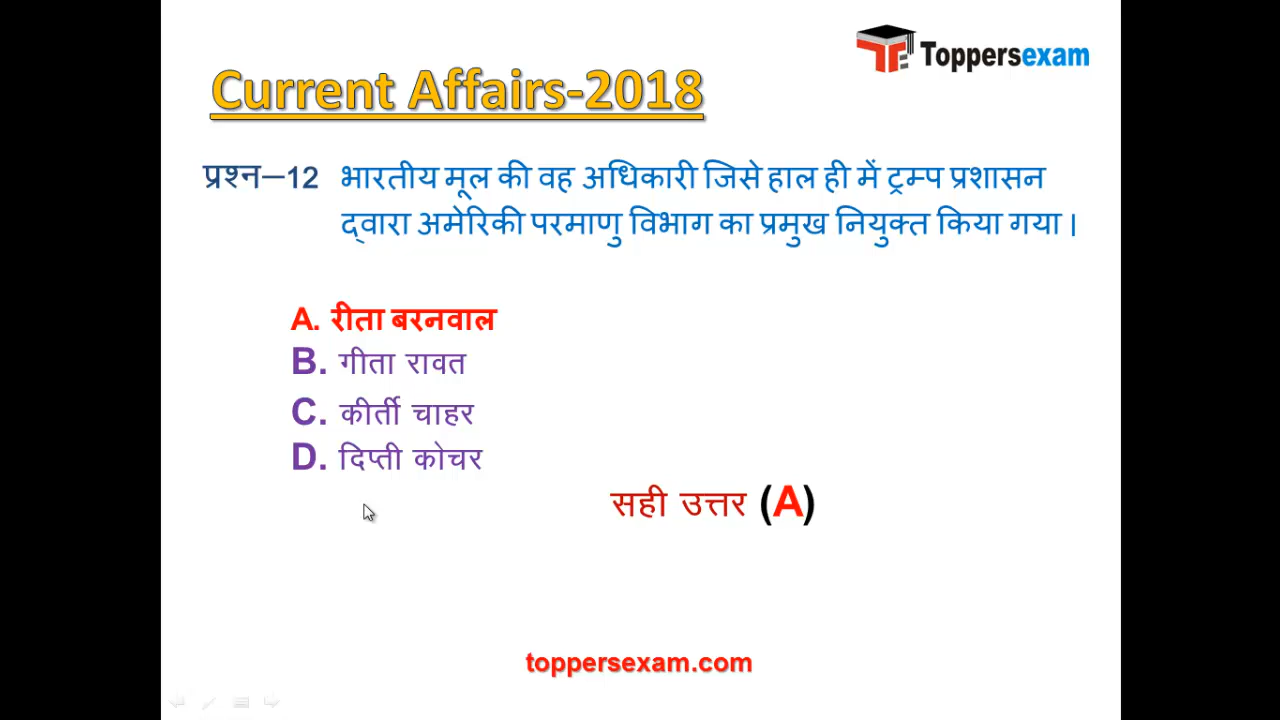 Toppersexam
Current Affairs-2018
प्रश्न–12 भारतीय मूल की वह अधिकारी जिसे हाल ही में ट्रम्प प्रशासन
द्वारा अमेरिकी परमाणु विभाग का प्रमुख नियुक्त किया गया ।
A. रीता बरनवाल
B. गीता रावत
C. कीर्ती चाहर
D. दिप्ती कोचर
सही उत्तर (A)
toppersexam.com